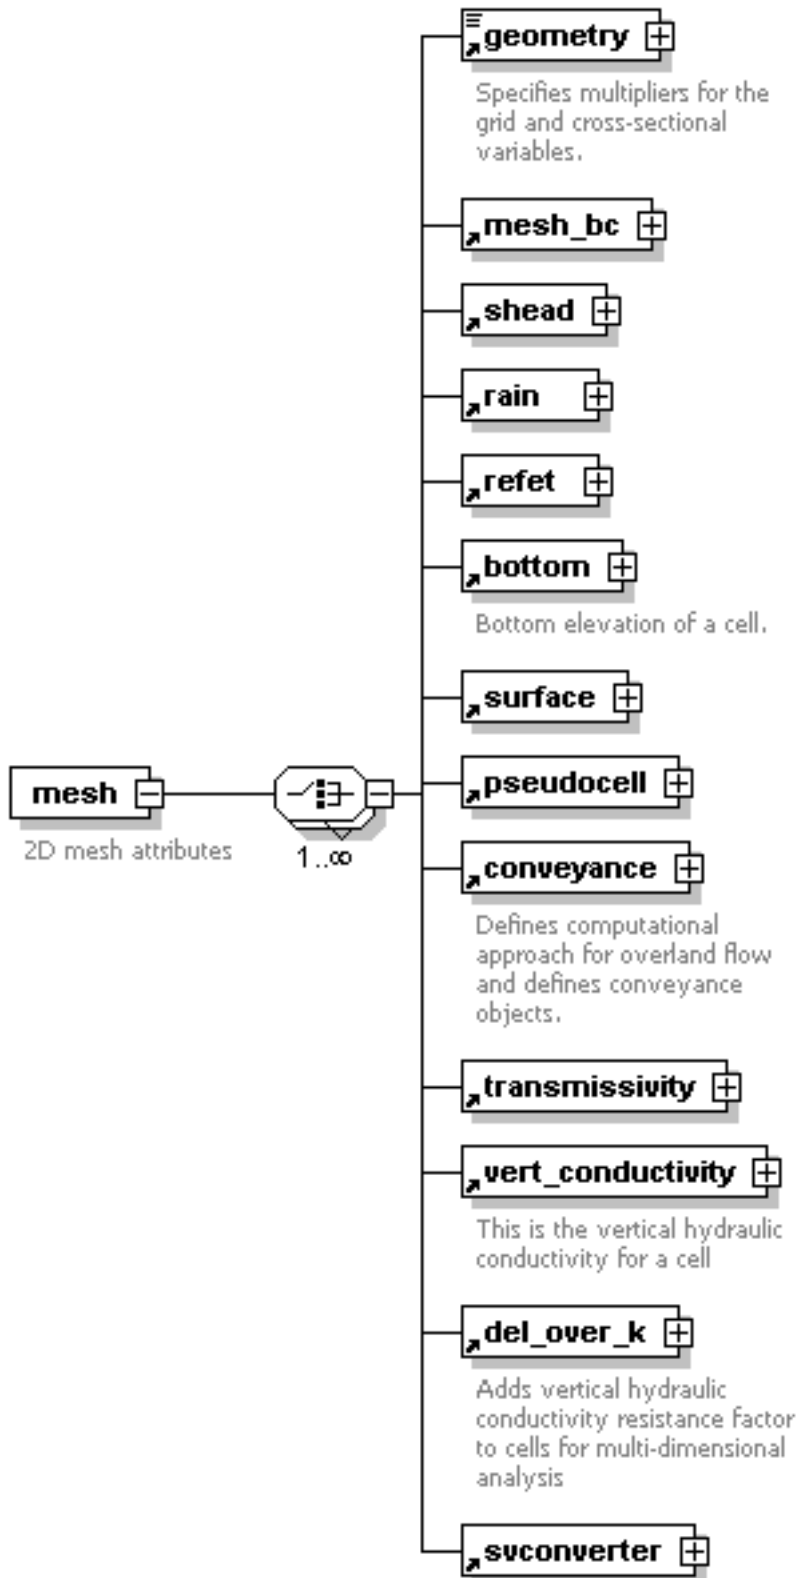 geometry
Specifies multipliers for the
grid and cross-sectional
variables.
mesh_bc
shead
rain
refet
bottom
Bottom elevation of a cell.
surface
mesh
2D mesh attributes
1..∞
pseudocell
conveyance
Defines computational
approach for overland flow
and defines conveyance
objects.
transmissivity
vert_conductivity
This is the vertical hydraulic
conductivity for a cell
del_over_k
Adds vertical hydraulic
conductivity resistance factor
to cells for multi-dimensional
analysis
svconverter